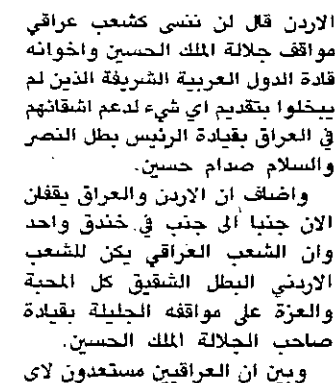 الاردن قال لن ننسى كشعب عراقي
مواقف جلالة الملك الحسين واخوانه
قادة الدول العربية الشريفة الذين لم
يبخلوا بتقديم اي شيء لدعم اشقائهم
في العراق بقيادة الرئيس بطل النصر
والسلام صدام حسين.
واضاف ان الاردن والعراق يقفان
الان جنبا الى جنب في خندق واحد
وان الشعب العراقي يكن للشعب
الاردني البطل الشقيق كل المحبة
والعزة على مواقفه الجليلة بقيادة
صاحب الجلالة الملك الحسين.
وبين ان العراقيين مستعدون لاي